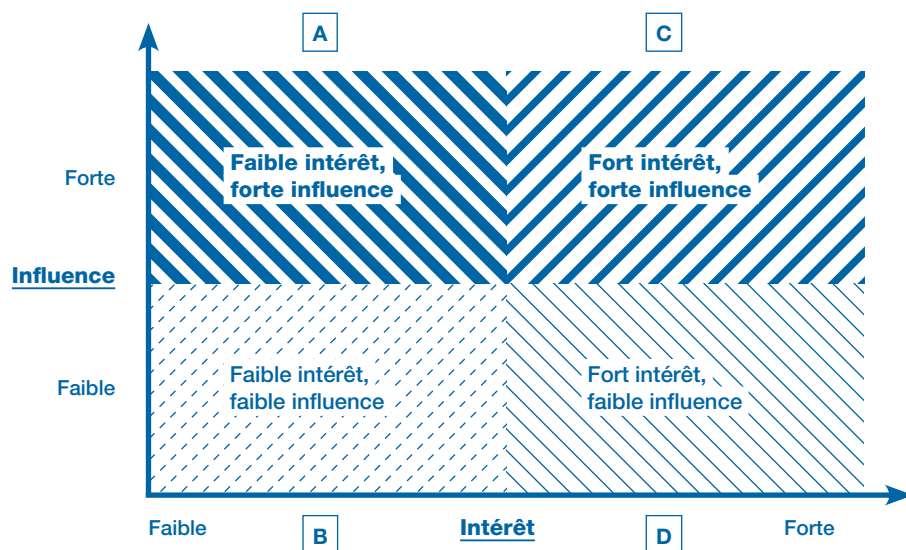 A
C
Faible intérêt,
forte influence
Fort intérêt,
forte influence
Forte
Influence
Faible intérêt,
faible influence
Fort intérêt,
faible influence
Faible
Faible
B
Intérêt
D
Forte